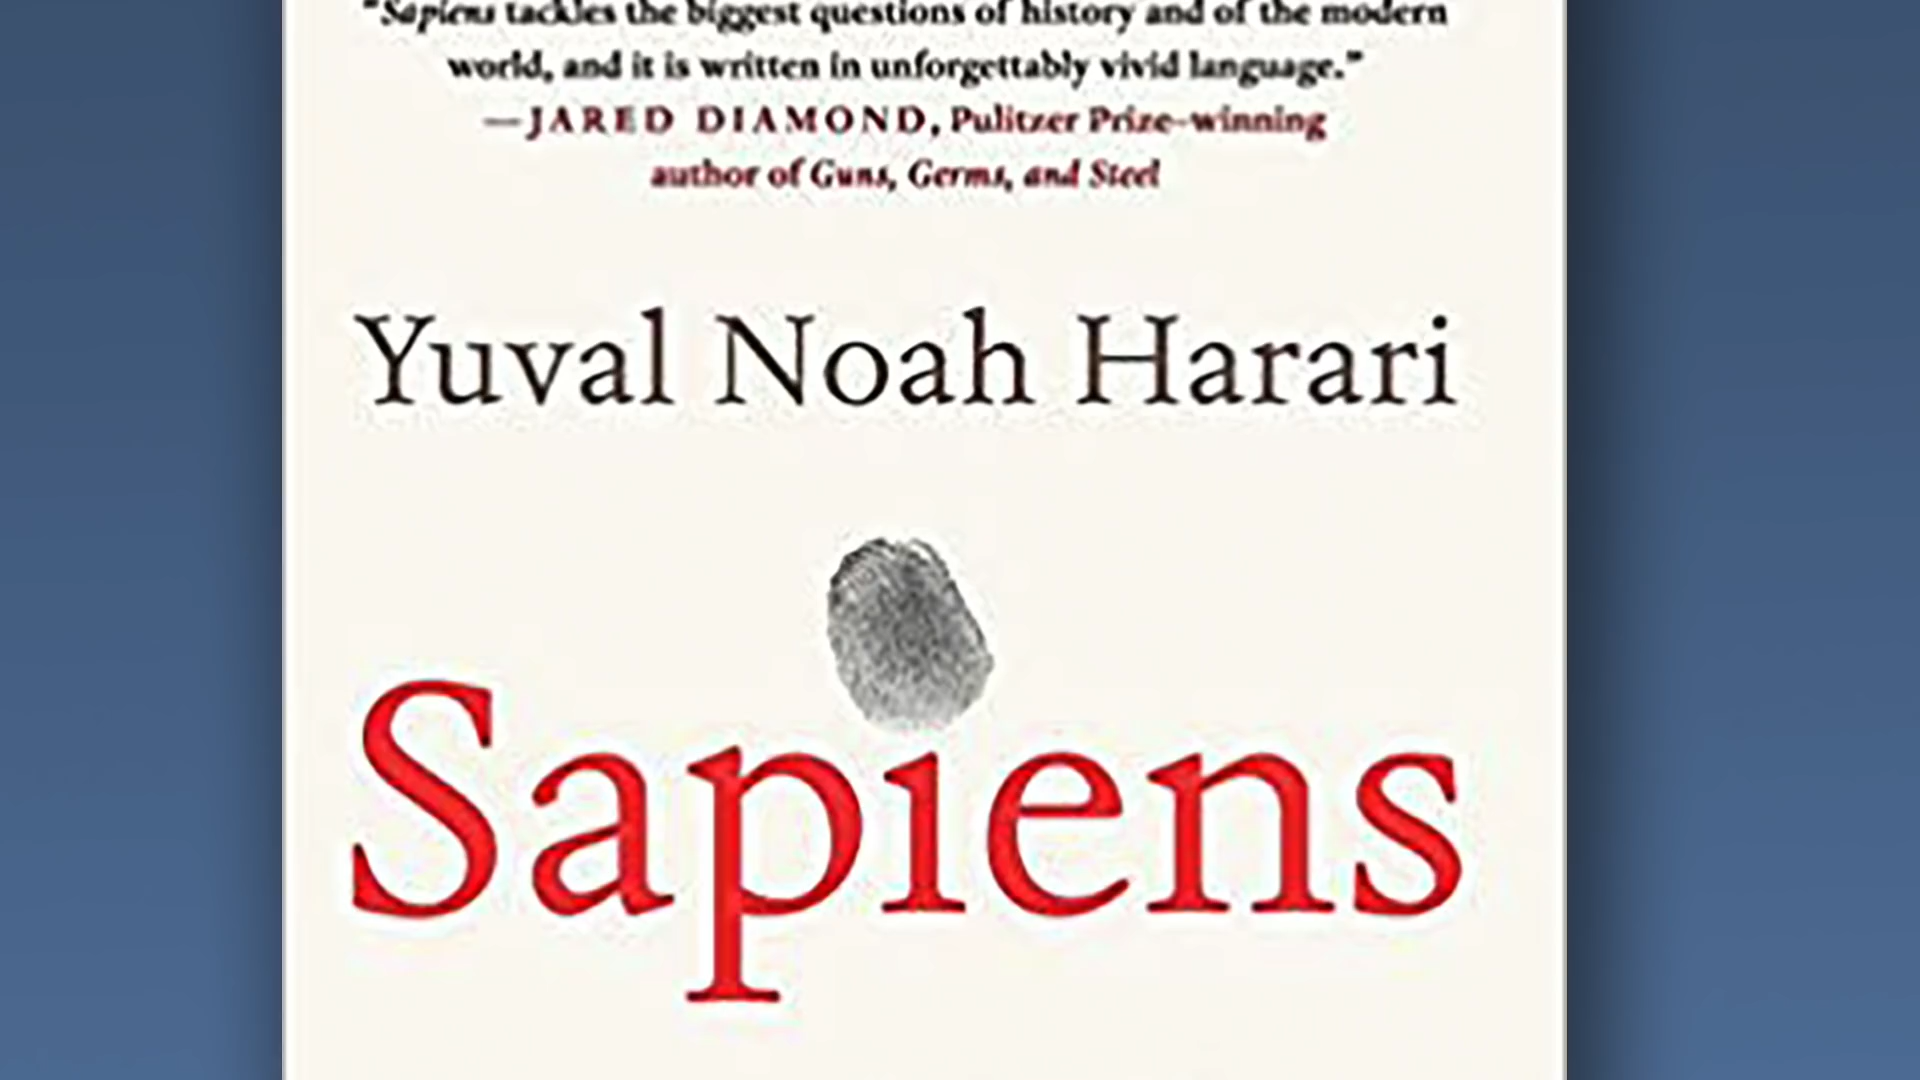 "Sapiens tackles the biggest questions of history and of the modern
world, and it is written in unforgettably vivid language."
—JARED DIAMOND, Pulitzer Prize–winning
author of Guns, Germs, and Steel
Yuval Noah Harari
Sapiens